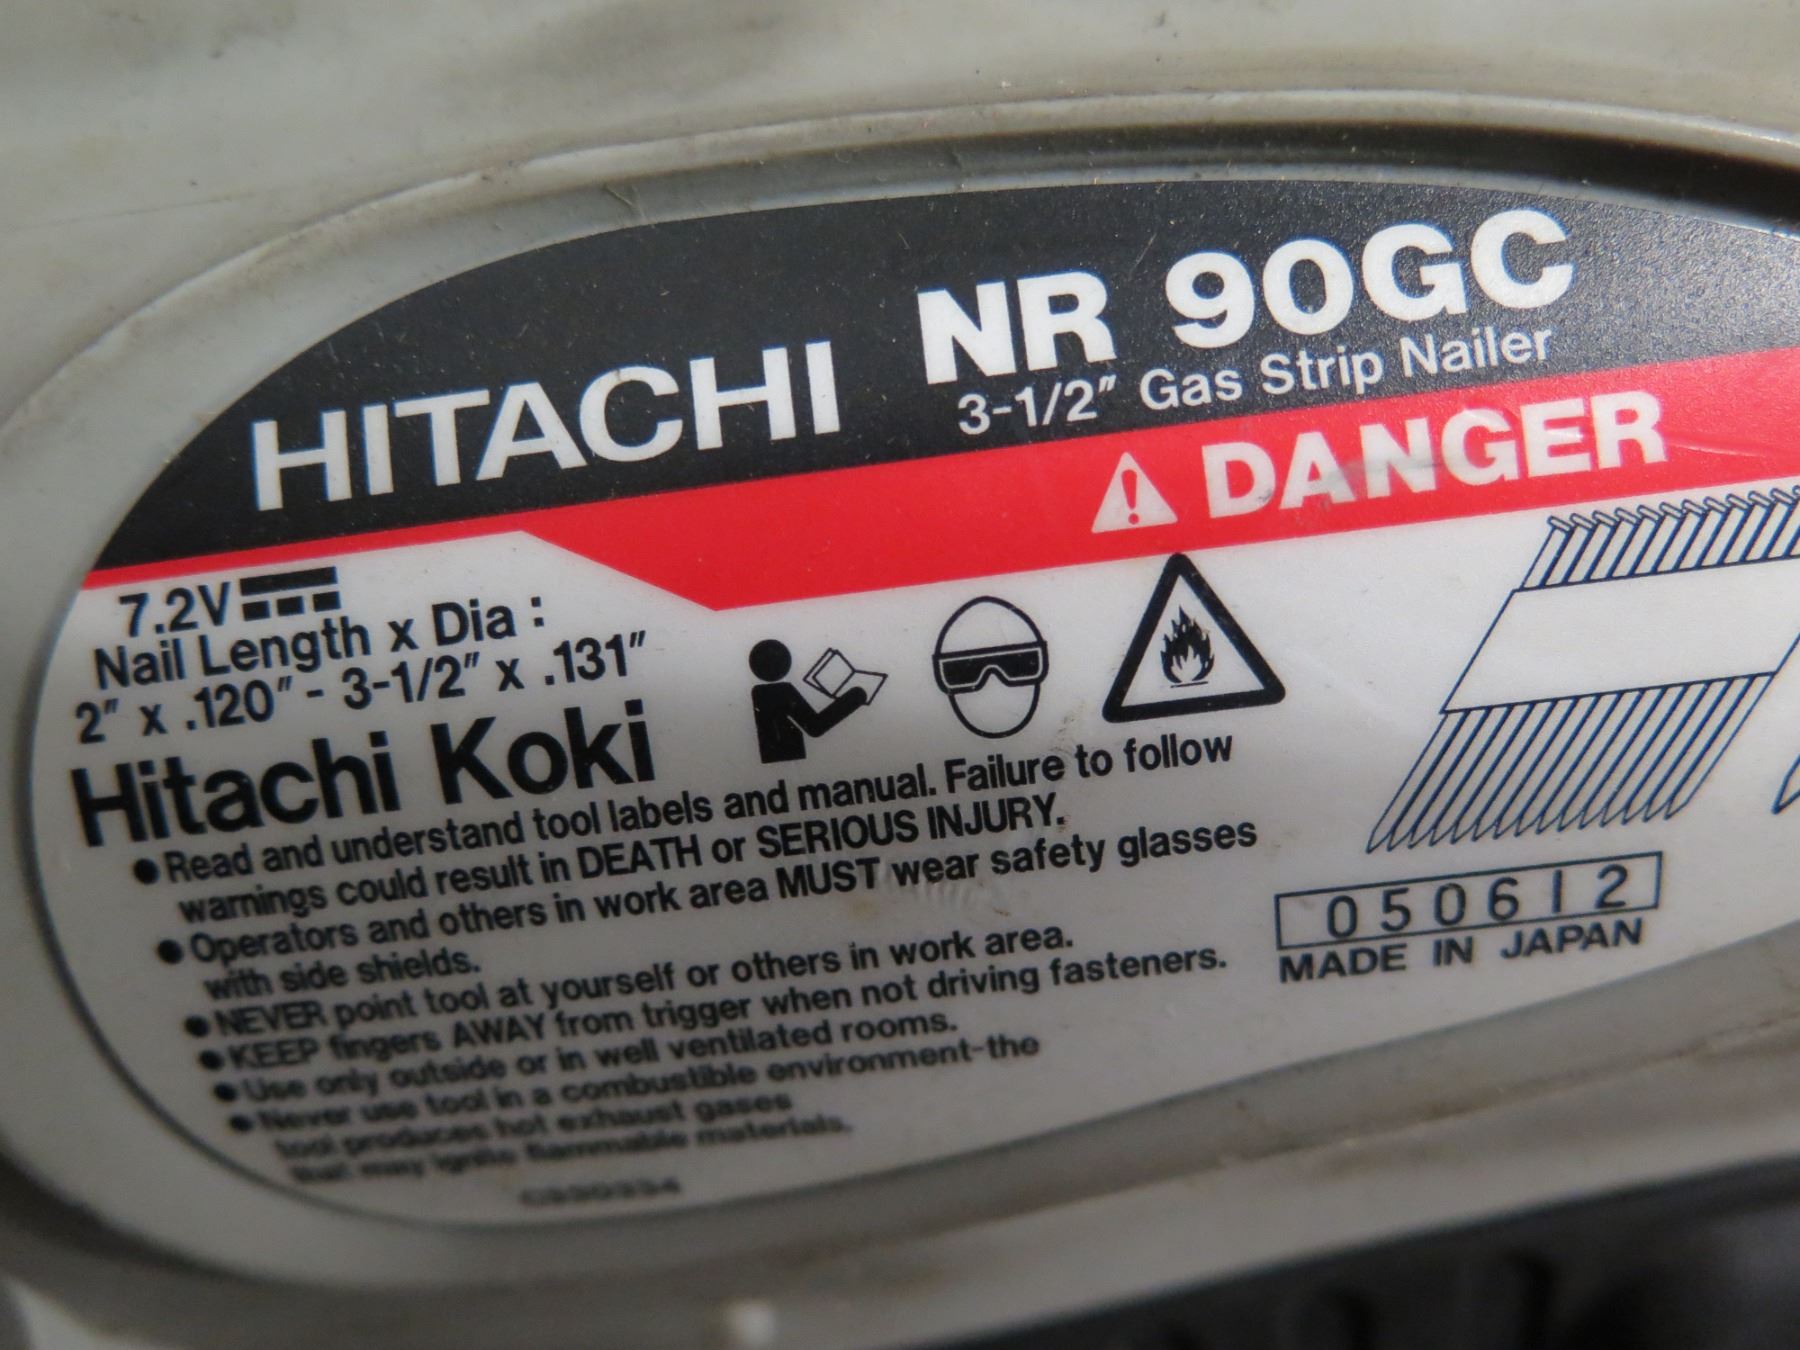 HITACHI
NR 90GC
3-1/2" Gas Strip Nailer
DANGER
7.2V
Nail Length x Dia :
2" x .120" - 3-1/2" x .131"
Hitachi Koki
●Read and understand tool labels and manual. Failure to follow
warnings could result in DEATH or SERIOUS INJURY.
●Operators and others in work area MUST wear safety glasses
with side shields.
●NEVER point tool at yourself or others in work area.
●KEEP fingers AWAY from trigger when not driving fasteners.
●Use only outside or in well ventilated rooms.
●Never use tool in a combustible environment-the
tool produces hot exhaust gases
that may ignite flammable materials.
050612
MADE IN JAPAN